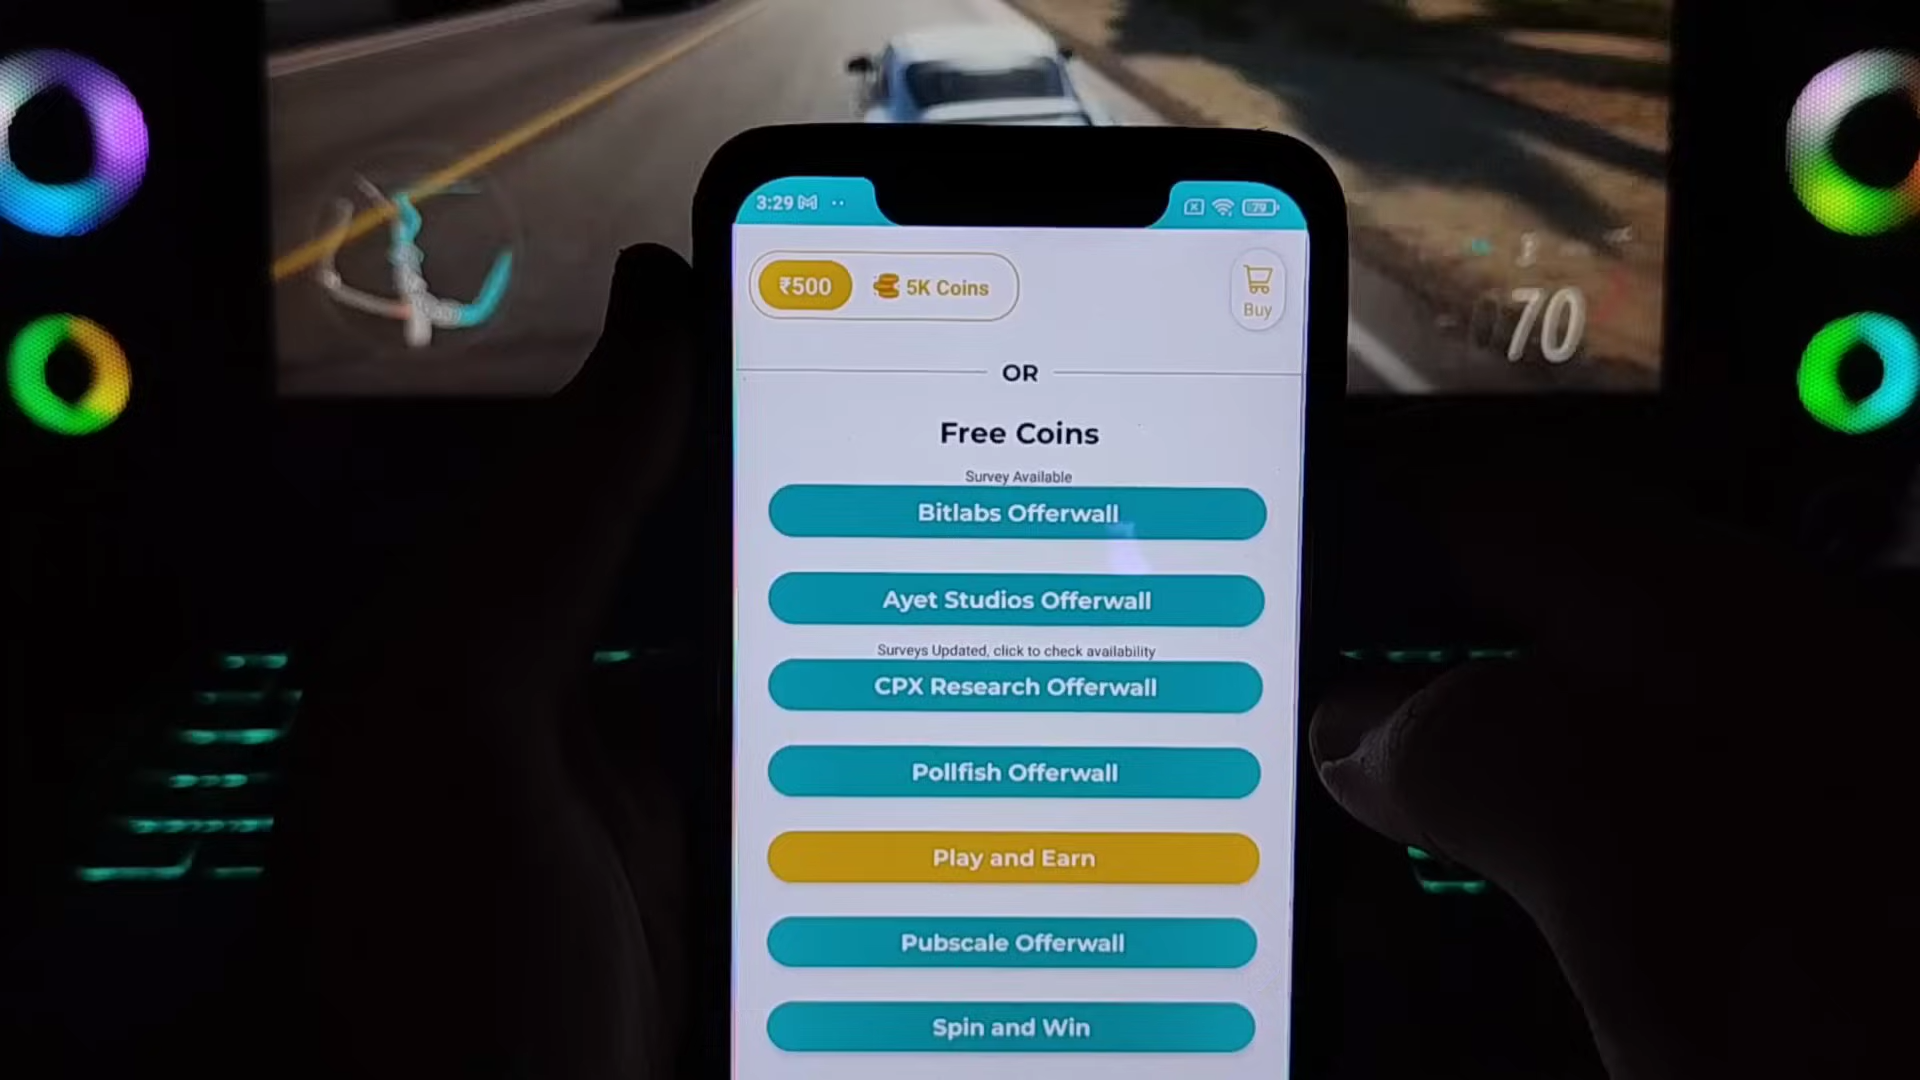 3:29
79
₹500
5K Coins
Buy
OR
Free Coins
Survey Available
Bitlabs Offerwall
Ayet Studios Offerwall
Surveys Updated, click to check availability
CPX Research Offerwall
Pollfish Offerwall
Play and Earn
Pubscale Offerwall
Spin and Win
70